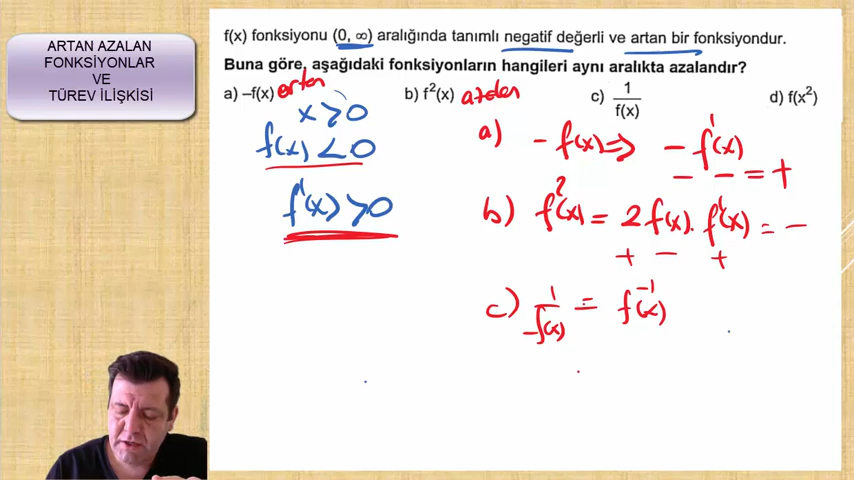 ARTAN AZALAN
FONKSİYONLAR
VE
TÜREV İLİŞKİSİ
f(x) fonksiyonu (0, ∞) aralığında tanımlı negatif değerli ve artan bir fonksiyondur.
Buna göre, aşağıdaki fonksiyonların hangileri aynı aralıkta azalandır?
a) –f(x) artan b) f²(x) azalan c) 1/f(x) d) f(x²)
x > 0
f(x) < 0
f'(x) > 0
a) - f(x) ⇒ - f'(x)
- - = +
b) f²(x) = 2 f(x). f'(x) = -
+ - +
c) 1/f(x) = f⁻¹(x)